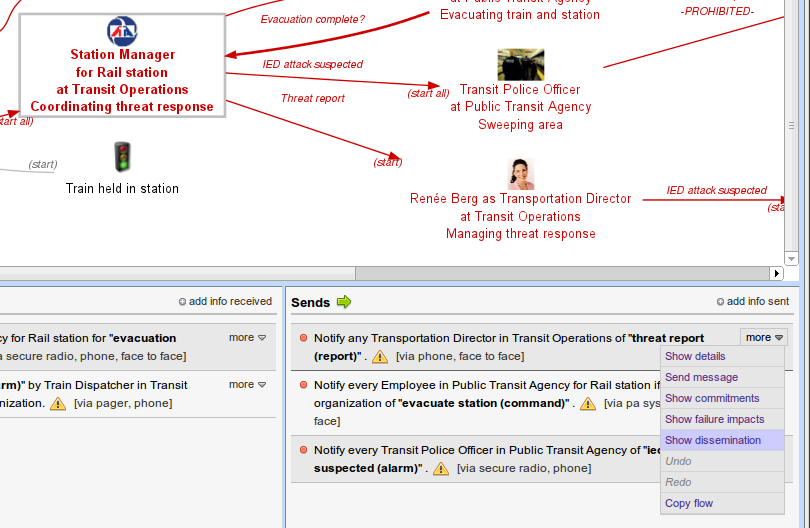 at Public Transit Agency
Evacuating train and station
-PROHIBITED-
Evacuation complete?
Station Manager
for Rail station
at Transit Operations
Coordinating threat response
IED attack suspected
(start all)
Threat report
Transit Police Officer
at Public Transit Agency
Sweeping area
start all)
(start)
(start)
Train held in station
Renée Berg as Transportation Director
at Transit Operations
Managing threat response
IED attack suspected
(sta
add info received
Sends
add info sent
cy for Rail station for "evacuation
a secure radio, phone, face to face]
more
rm)" by Train Dispatcher in Transit
nization. [via pager, phone]
more
Notify any Transportation Director in Transit Operations of "threat report
(report)" . [via phone, face to face]
more
Notify every Employee in Public Transit Agency for Rail station if
organization of "evacuate station (command)" . [via pa sys
face]
Notify every Transit Police Officer in Public Transit Agency of "ied
suspected (alarm)" . [via secure radio, phone]
Show details
Send message
Show commitments
Show failure impacts
Show dissemination
Undo
Redo
Copy flow